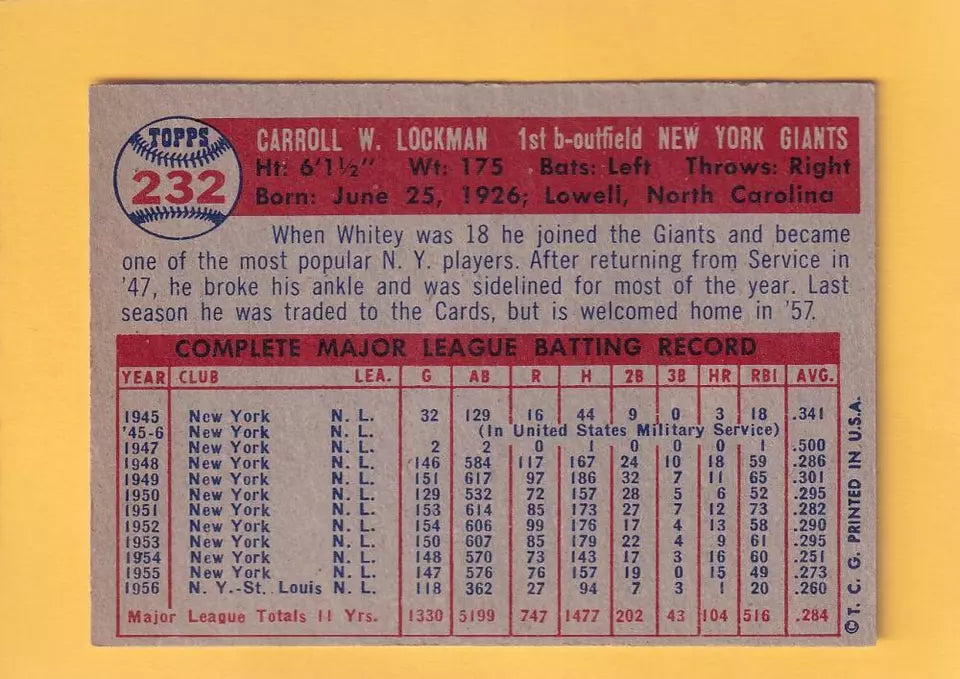 TOPPS
232
CARROLL W. LOCKMAN 1st b-outfield NEW YORK GIANTS
Ht: 6'1½" Wt: 175 Bats: Left Throws: Right
Born: June 25, 1926; Lowell, North Carolina
When Whitey was 18 he joined the Giants and became
one of the most popular N. Y. players. After returning from Service in
'47, he broke his ankle and was sidelined for most of the year. Last
season he was traded to the Cards, but is welcomed home in '57.
COMPLETE MAJOR LEAGUE BATTING RECORD
YEAR CLUB LEA. G AB R H 2B 3B HR RBI AVG.
1945 New York N. L. 32 129 16 44 9 0 3 18 .341
'45-6 New York N. L. (In United States Military Service)
1947 New York N. L. 2 2 0 1 0 0 0 1 .500
1948 New York N. L. 146 584 117 167 24 10 18 59 .286
1949 New York N. L. 151 617 97 186 32 7 11 65 .301
1950 New York N. L. 129 532 72 157 28 5 6 52 .295
1951 New York N. L. 153 614 85 173 27 7 12 73 .282
1952 New York N. L. 154 606 99 176 17 4 13 58 .290
1953 New York N. L. 150 607 85 179 22 4 9 61 .295
1954 New York N. L. 148 570 73 143 17 3 16 60 .251
1955 New York N. L. 147 576 76 157 19 0 15 49 .273
1956 N. Y.-St. Louis N. L. 118 362 27 94 7 3 1 20 .260
Major League Totals 11 Yrs. 1330 5199 747 1477 202 43 104 516 .284
© T. C. G. PRINTED IN U.S.A.